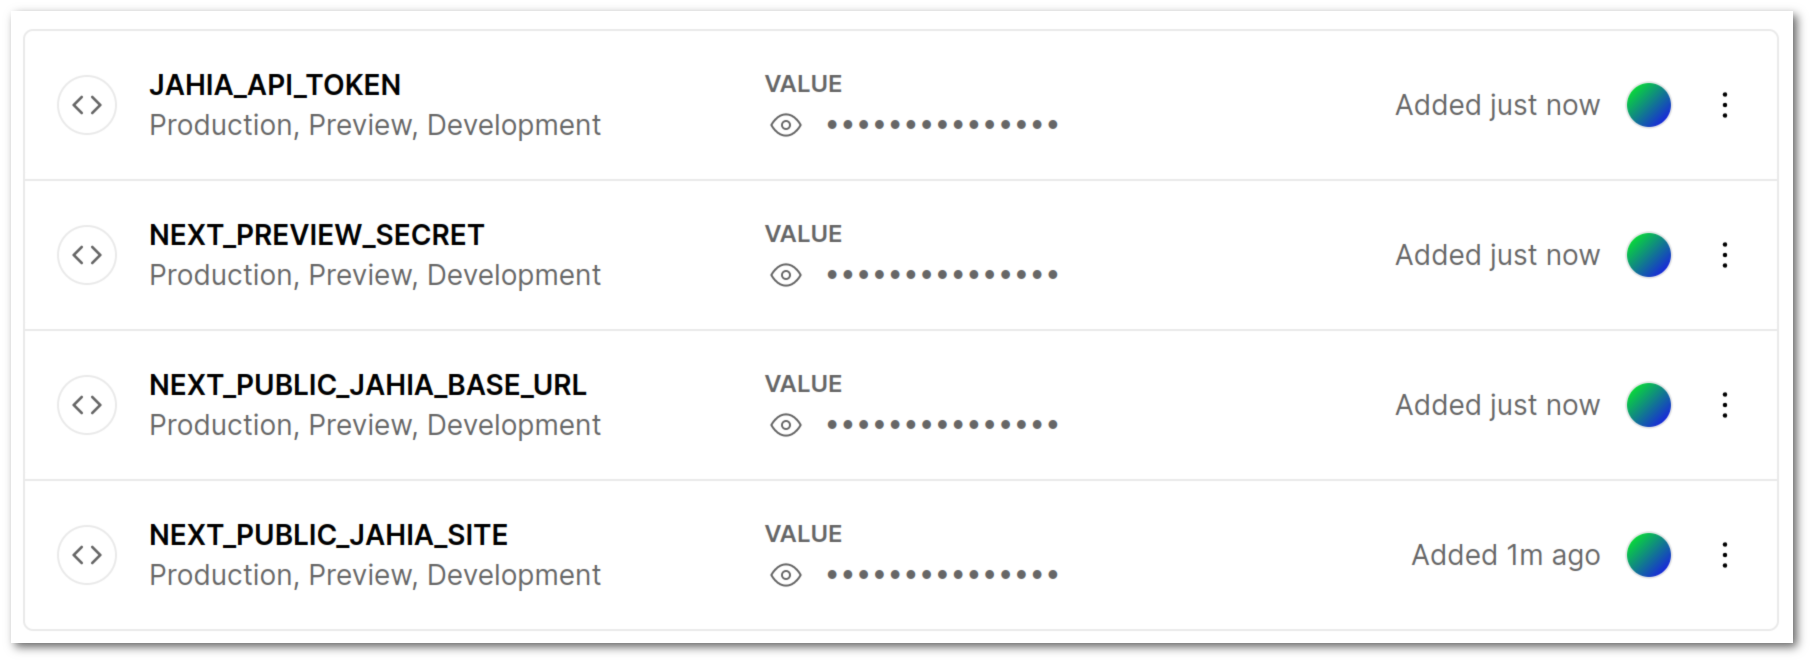 JAHIA_API_TOKEN
Production, Preview, Development
VALUE
•••••••••••••••
Added just now
NEXT_PREVIEW_SECRET
Production, Preview, Development
VALUE
•••••••••••••••
Added just now
NEXT_PUBLIC_JAHIA_BASE_URL
Production, Preview, Development
VALUE
•••••••••••••••
Added just now
NEXT_PUBLIC_JAHIA_SITE
Production, Preview, Development
VALUE
•••••••••••••••
Added 1m ago